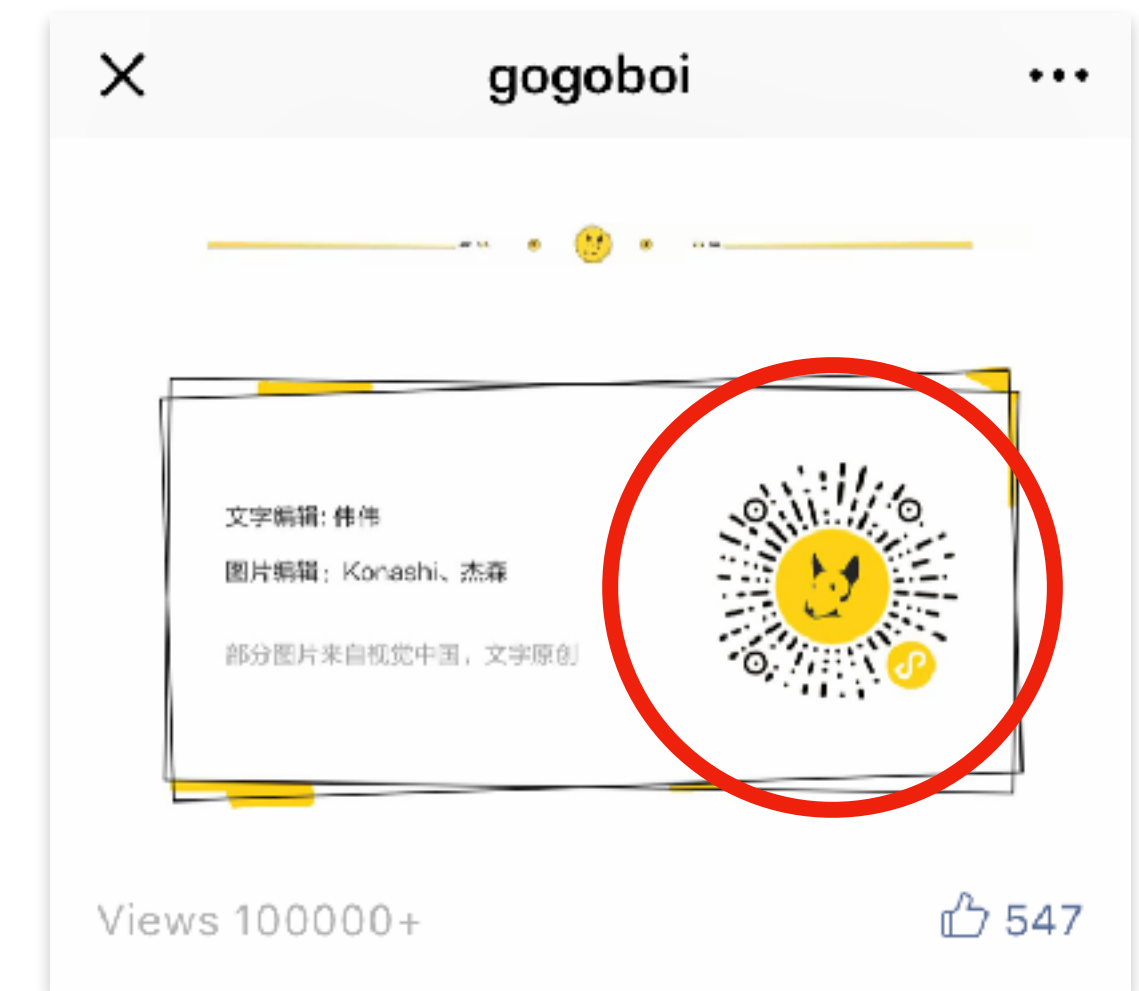 gogoboi
文字编辑: 伟伟
图片编辑：Konashi、杰森
部分图片来自视觉中国，文字原创
Views 100000+
547